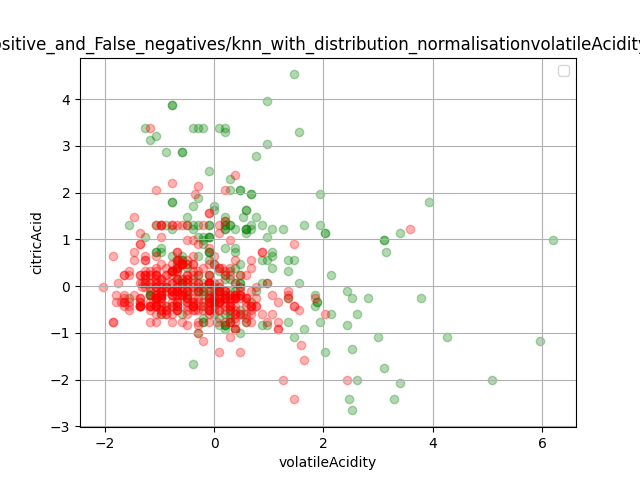 ositive_and_False_negatives/knn_with_distribution_normalisationvolatileAcidity
4
3
2
1
0
−1
−2
−3
citricAcid
−2 0 2 4 6
volatileAcidity